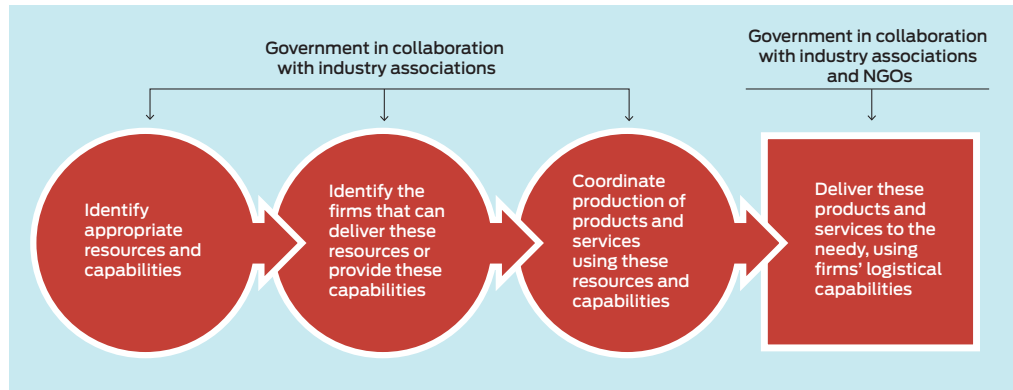 Government in collaboration
with industry associations
Government in collaboration
with industry associations
and NGOs
Identify
appropriate
resources and
capabilities
Identify the
firms that can
deliver these
resources or
provide these
capabilities
Coordinate
production of
products and
services
using these
resources and
capabilities
Deliver these
products and
services to the
needy, using
firms’ logistical
capabilities